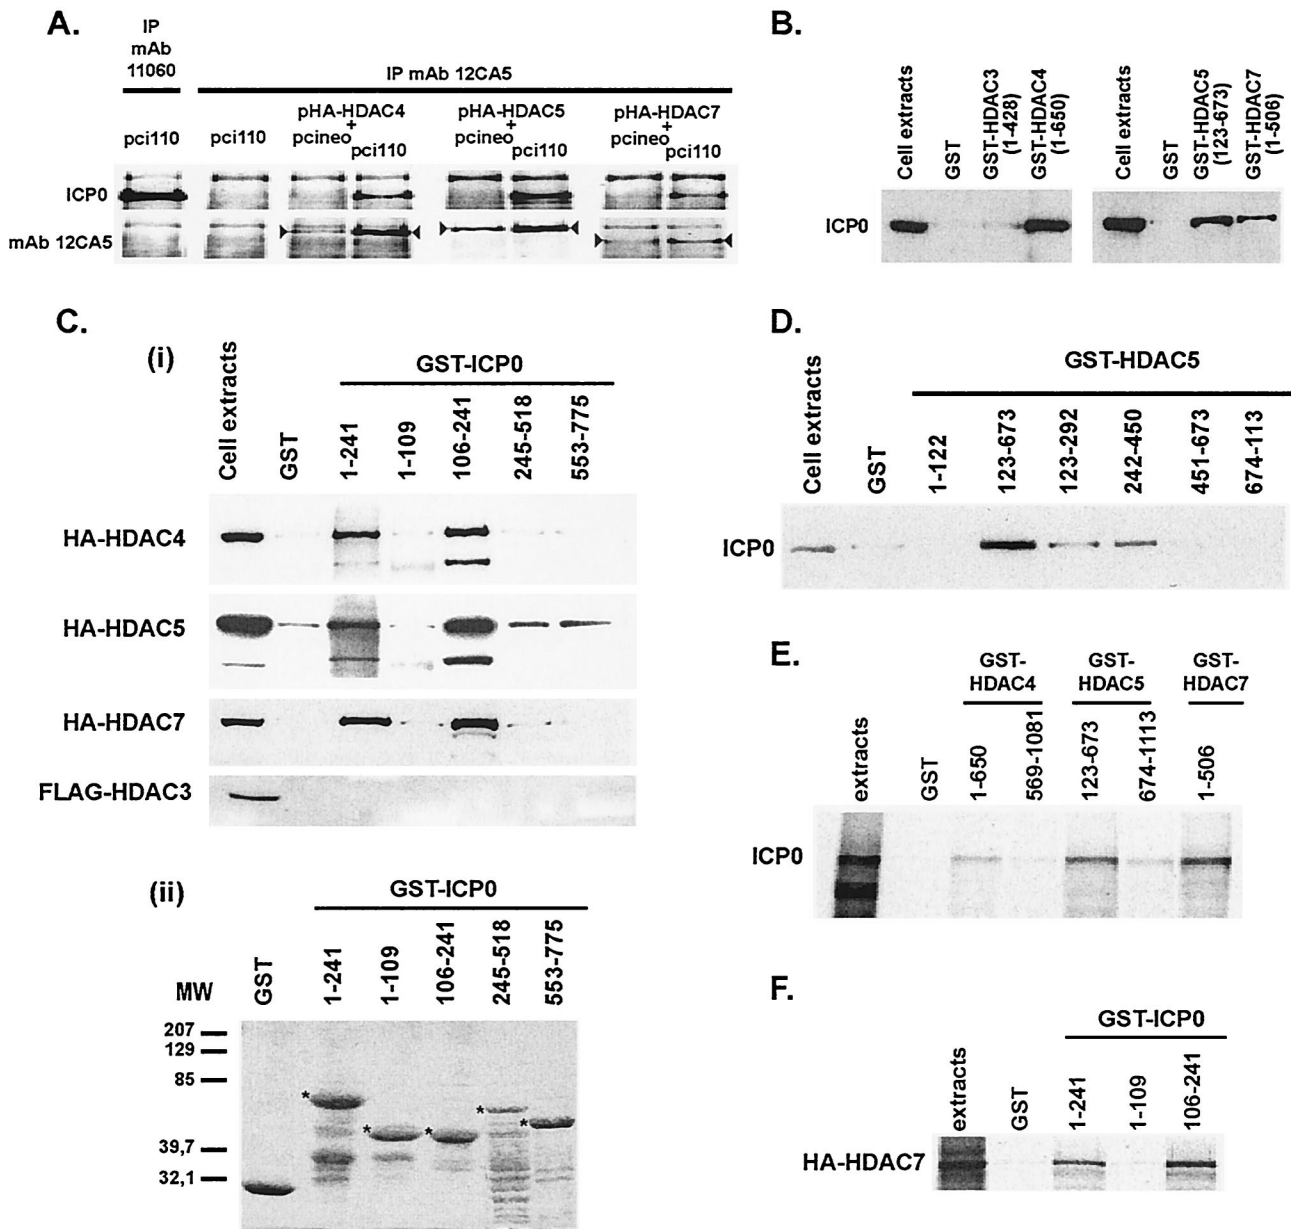 A.
IP
mAb
11060
IP mAb 12CA5
pHA-HDAC4
+
pcineo
pci110
pHA-HDAC5
+
pcineo
pci110
pHA-HDAC7
+
pcineo
pci110
pci110
pci110
ICP0
mAb 12CA5
B.
Cell extracts
GST
GST-HDAC3
(1-428)
GST-HDAC4
(1-650)
Cell extracts
GST
GST-HDAC5
(123-673)
GST-HDAC7
(1-506)
ICP0
C.
(i)
GST-ICP0
Cell extracts
GST
1-241
1-109
106-241
245-518
553-775
HA-HDAC4
HA-HDAC5
HA-HDAC7
FLAG-HDAC3
(ii)
GST-ICP0
MW
GST
1-241
1-109
106-241
245-518
553-775
207
129
85
39,7
32,1
*
*
*
*
*
D.
GST-HDAC5
Cell extracts
GST
1-122
123-673
123-292
242-450
451-673
674-113
ICP0
E.
GST-
HDAC4
GST-
HDAC5
GST-
HDAC7
extracts
GST
1-650
569-1081
123-673
674-1113
1-506
ICP0
F.
GST-ICP0
extracts
GST
1-241
1-109
106-241
HA-HDAC7